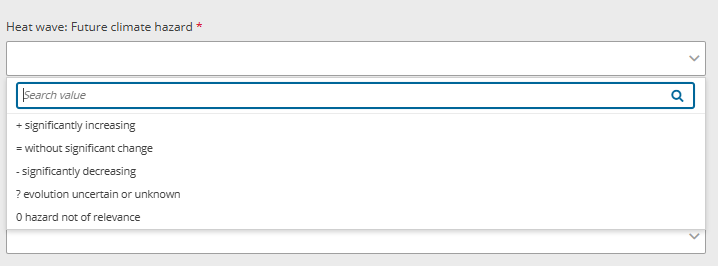 Heat wave: Future climate hazard *
Search value
+ significantly increasing
= without significant change
- significantly decreasing
? evolution uncertain or unknown
0 hazard not of relevance